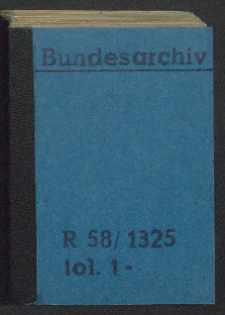 Bundesarchiv
R 58/1325
fol. 1-